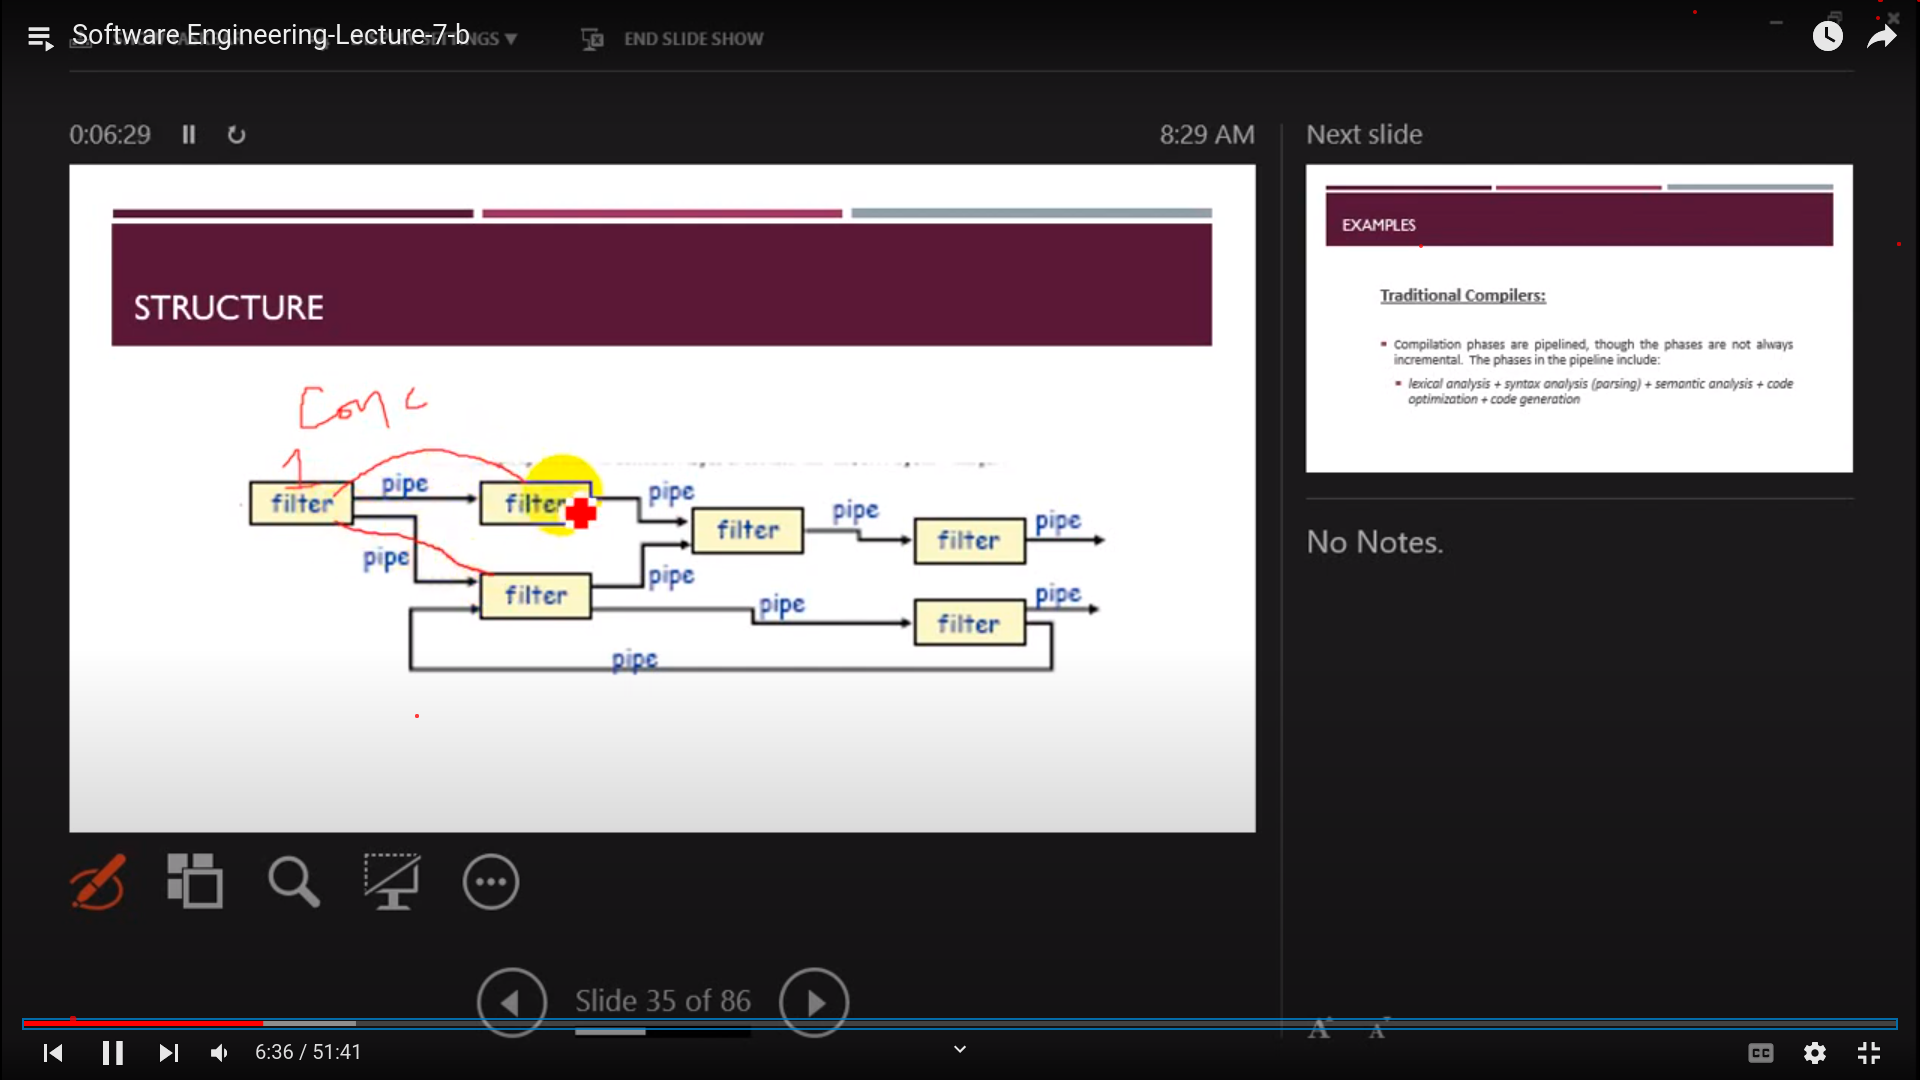 Software Engineering-Lecture-7-b
END SLIDE SHOW
0:06:29
8:29 AM
Next slide
STRUCTURE
Conc
1
filter pipe filter pipe
filter pipe filter pipe
pipe filter pipe
pipe filter pipe
pipe
EXAMPLES
Traditional Compilers:
Compilation phases are pipelined, though the phases are not always
incremental. The phases in the pipeline include:
lexical analysis + syntax analysis (parsing) + semantic analysis + code
optimization + code generation
No Notes.
Slide 35 of 86
A A
6:36 / 51:41
CC